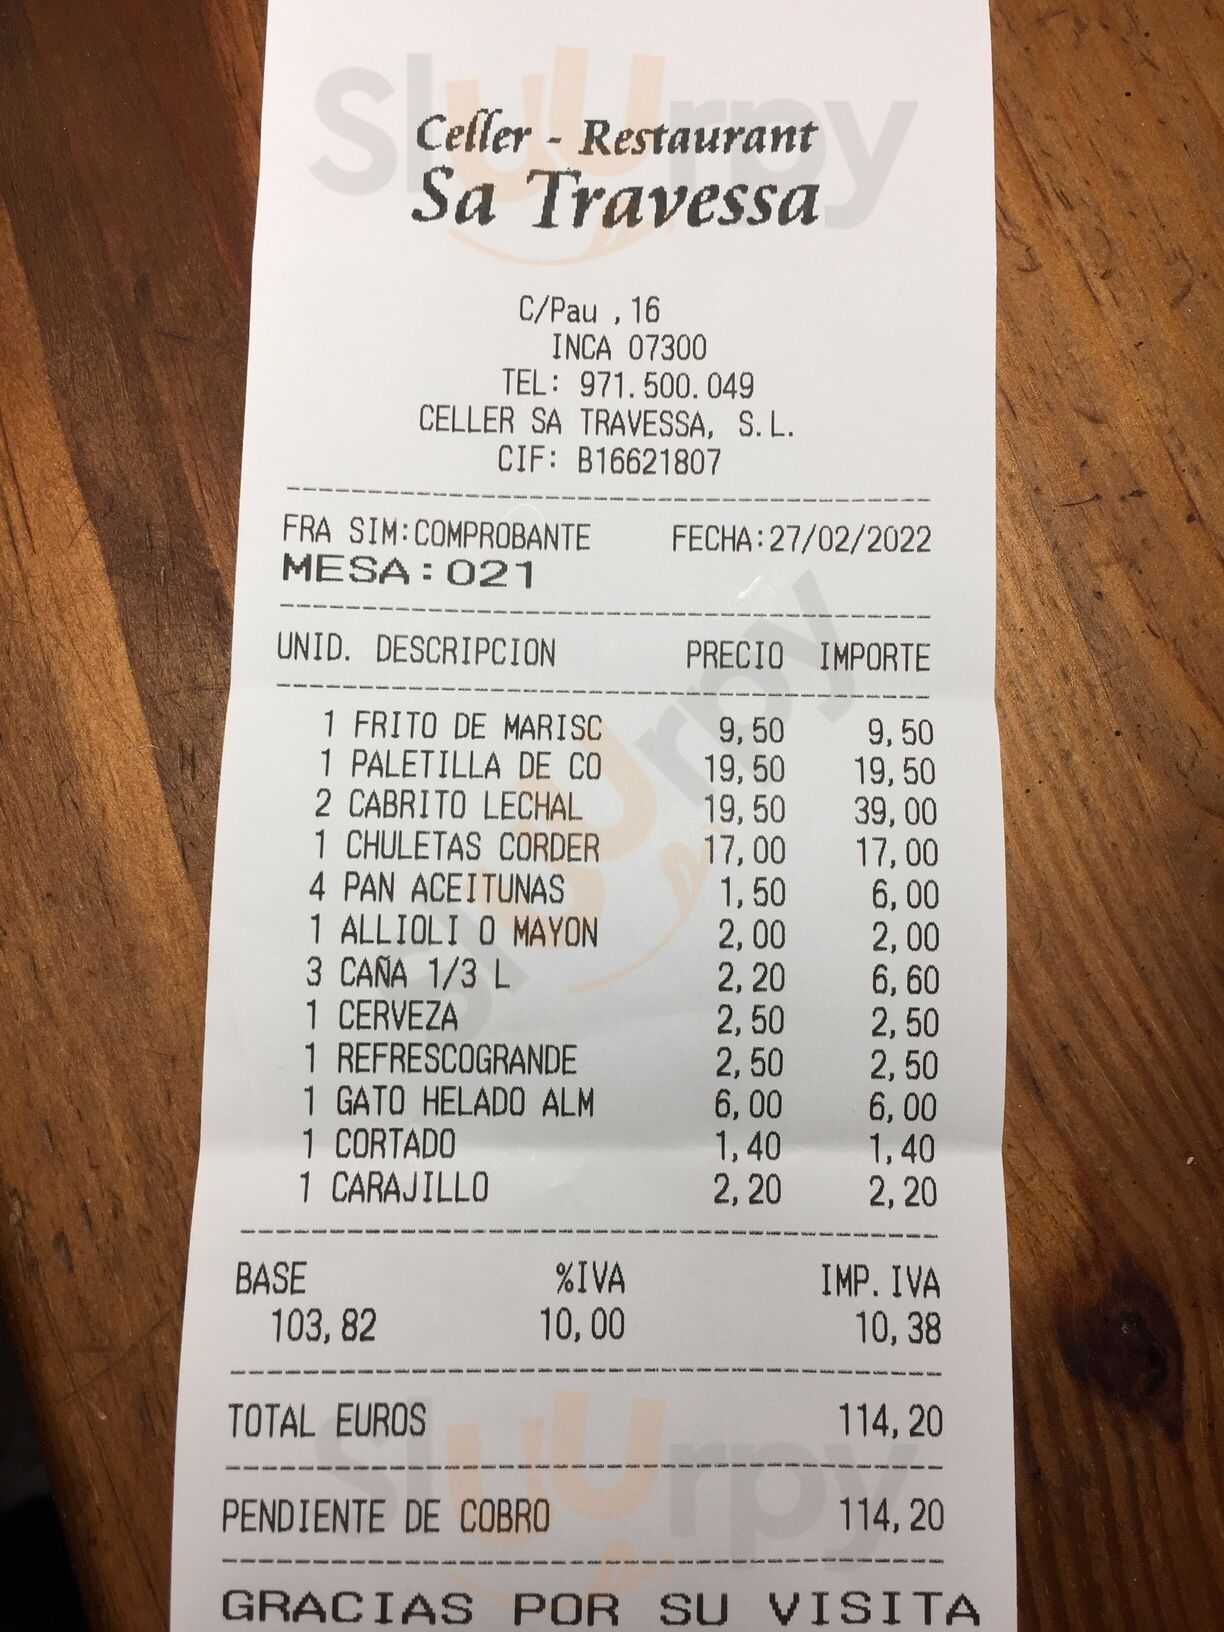 Celler - Restaurant
Sa Travessa
C/Pau ,16
INCA 07300
TEL: 971.500.049
CELLER SA TRAVESSA, S.L.
CIF: B16621807
FRA SIM:COMPROBANTE FECHA:27/02/2022
MESA:021
UNID. DESCRIPCION PRECIO IMPORTE
1 FRITO DE MARISC 9,50 9,50
1 PALETILLA DE CO 19,50 19,50
2 CABRITO LECHAL 19,50 39,00
1 CHULETAS CORDER 17,00 17,00
4 PAN ACEITUNAS 1,50 6,00
1 ALLIOLI O MAYON 2,00 2,00
3 CAÑA 1/3 L 2,20 6,60
1 CERVEZA 2,50 2,50
1 REFRESCOGRANDE 2,50 2,50
1 GATO HELADO ALM 6,00 6,00
1 CORTADO 1,40 1,40
1 CARAJILLO 2,20 2,20
BASE %IVA IMP.IVA
103,82 10,00 10,38
TOTAL EUROS 114,20
PENDIENTE DE COBRO 114,20
GRACIAS POR SU VISITA
Sluurpy
Sluurpy
Sluurpy